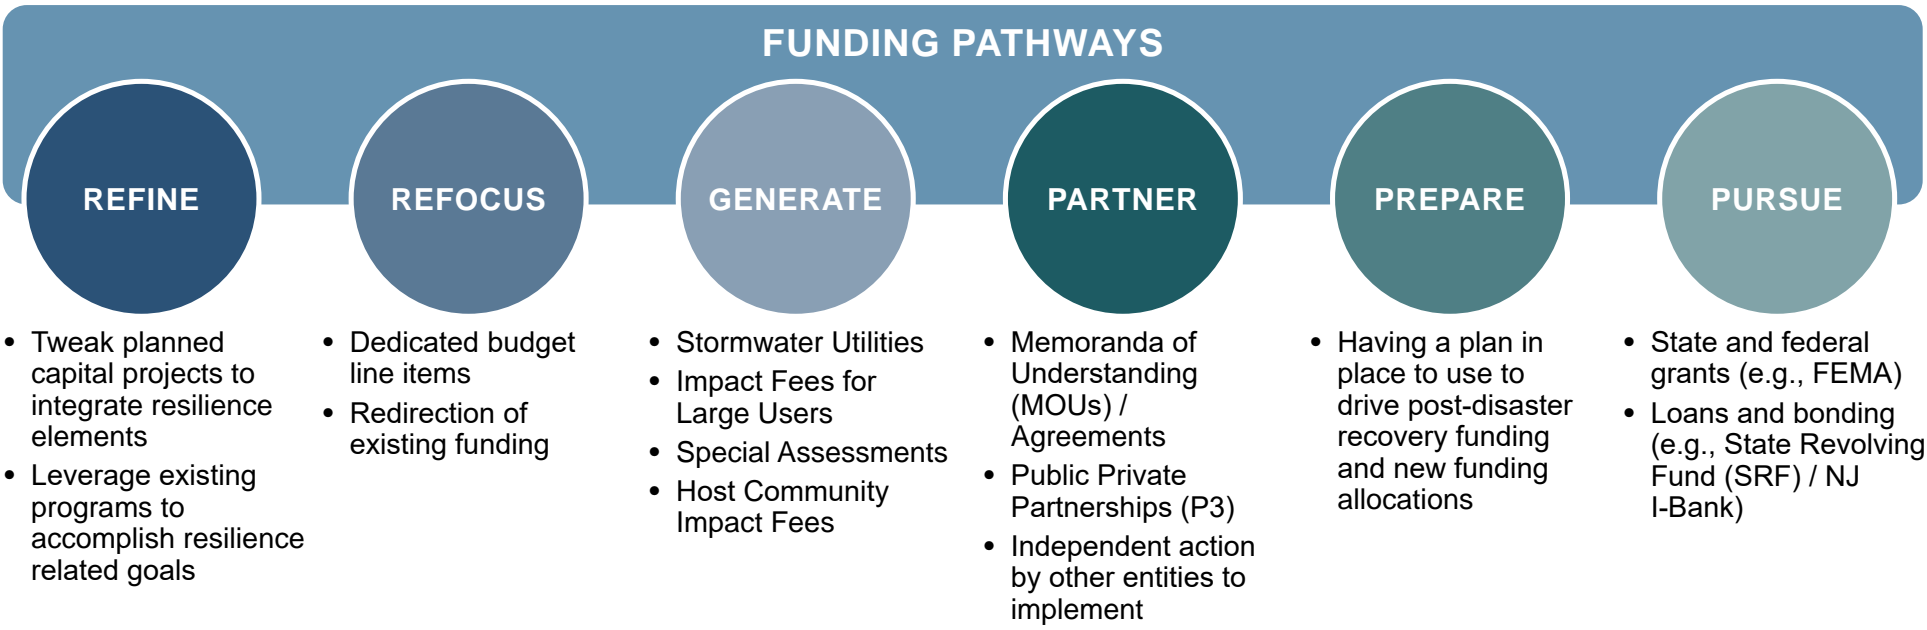 FUNDING PATHWAYS
REFINE
REFOCUS
GENERATE
PARTNER
PREPARE
PURSUE
• Tweak planned
capital projects to
integrate resilience
elements
• Leverage existing
programs to
accomplish resilience
related goals
• Dedicated budget
line items
• Redirection of
existing funding
• Stormwater Utilities
• Impact Fees for
Large Users
• Special Assessments
• Host Community
Impact Fees
• Memoranda of
Understanding
(MOUs) /
Agreements
• Public Private
Partnerships (P3)
• Independent action
by other entities to
implement
• Having a plan in
place to use to
drive post-disaster
recovery funding
and new funding
allocations
• State and federal
grants (e.g., FEMA)
• Loans and bonding
(e.g., State Revolving
Fund (SRF) / NJ
I-Bank)